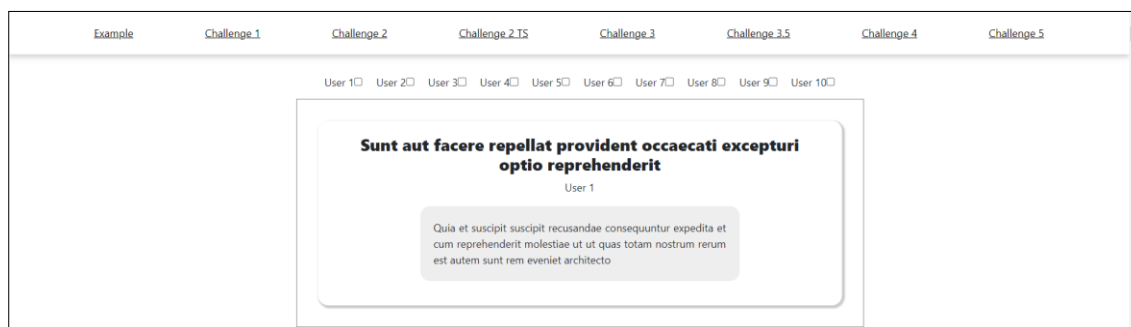 Example Challenge 1 Challenge 2 Challenge 2 TS Challenge 3 Challenge 3.5 Challenge 4 Challenge 5
User 1 User 2 User 3 User 4 User 5 User 6 User 7 User 8 User 9 User 10
Sunt aut facere repellat provident occaecati excepturi
optio reprehenderit
User 1
Quia et suscipit suscipit recusandae consequuntur expedita et
cum reprehenderit molestiae ut ut quas totam nostrum rerum
est autem sunt rem eveniet architecto